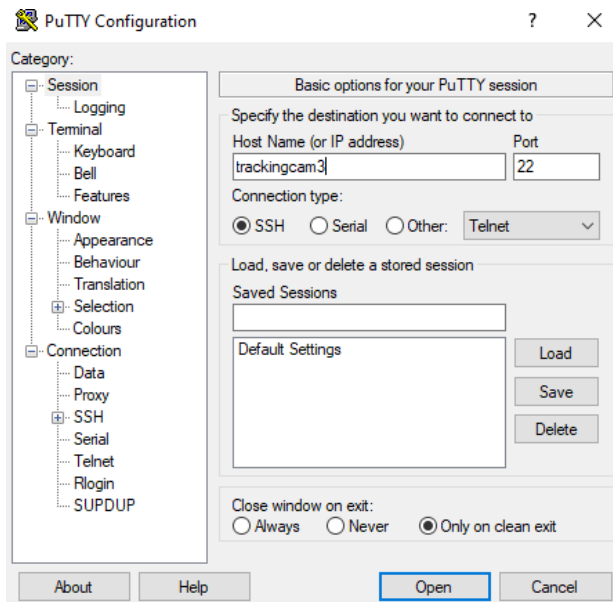 PuTTY Configuration
?
Category:
Session
Logging
Terminal
Keyboard
Bell
Features
Window
Appearance
Behaviour
Translation
Selection
Colours
Connection
Data
Proxy
SSH
Serial
Telnet
Rlogin
SUPDUP
Basic options for your PuTTY session
Specify the destination you want to connect to
Host Name (or IP address) Port
trackingcam3 22
Connection type:
SSH Serial Other: Telnet
Load, save or delete a stored session
Saved Sessions
Default Settings
Load
Save
Delete
Close window on exit:
Always Never Only on clean exit
About Help Open Cancel